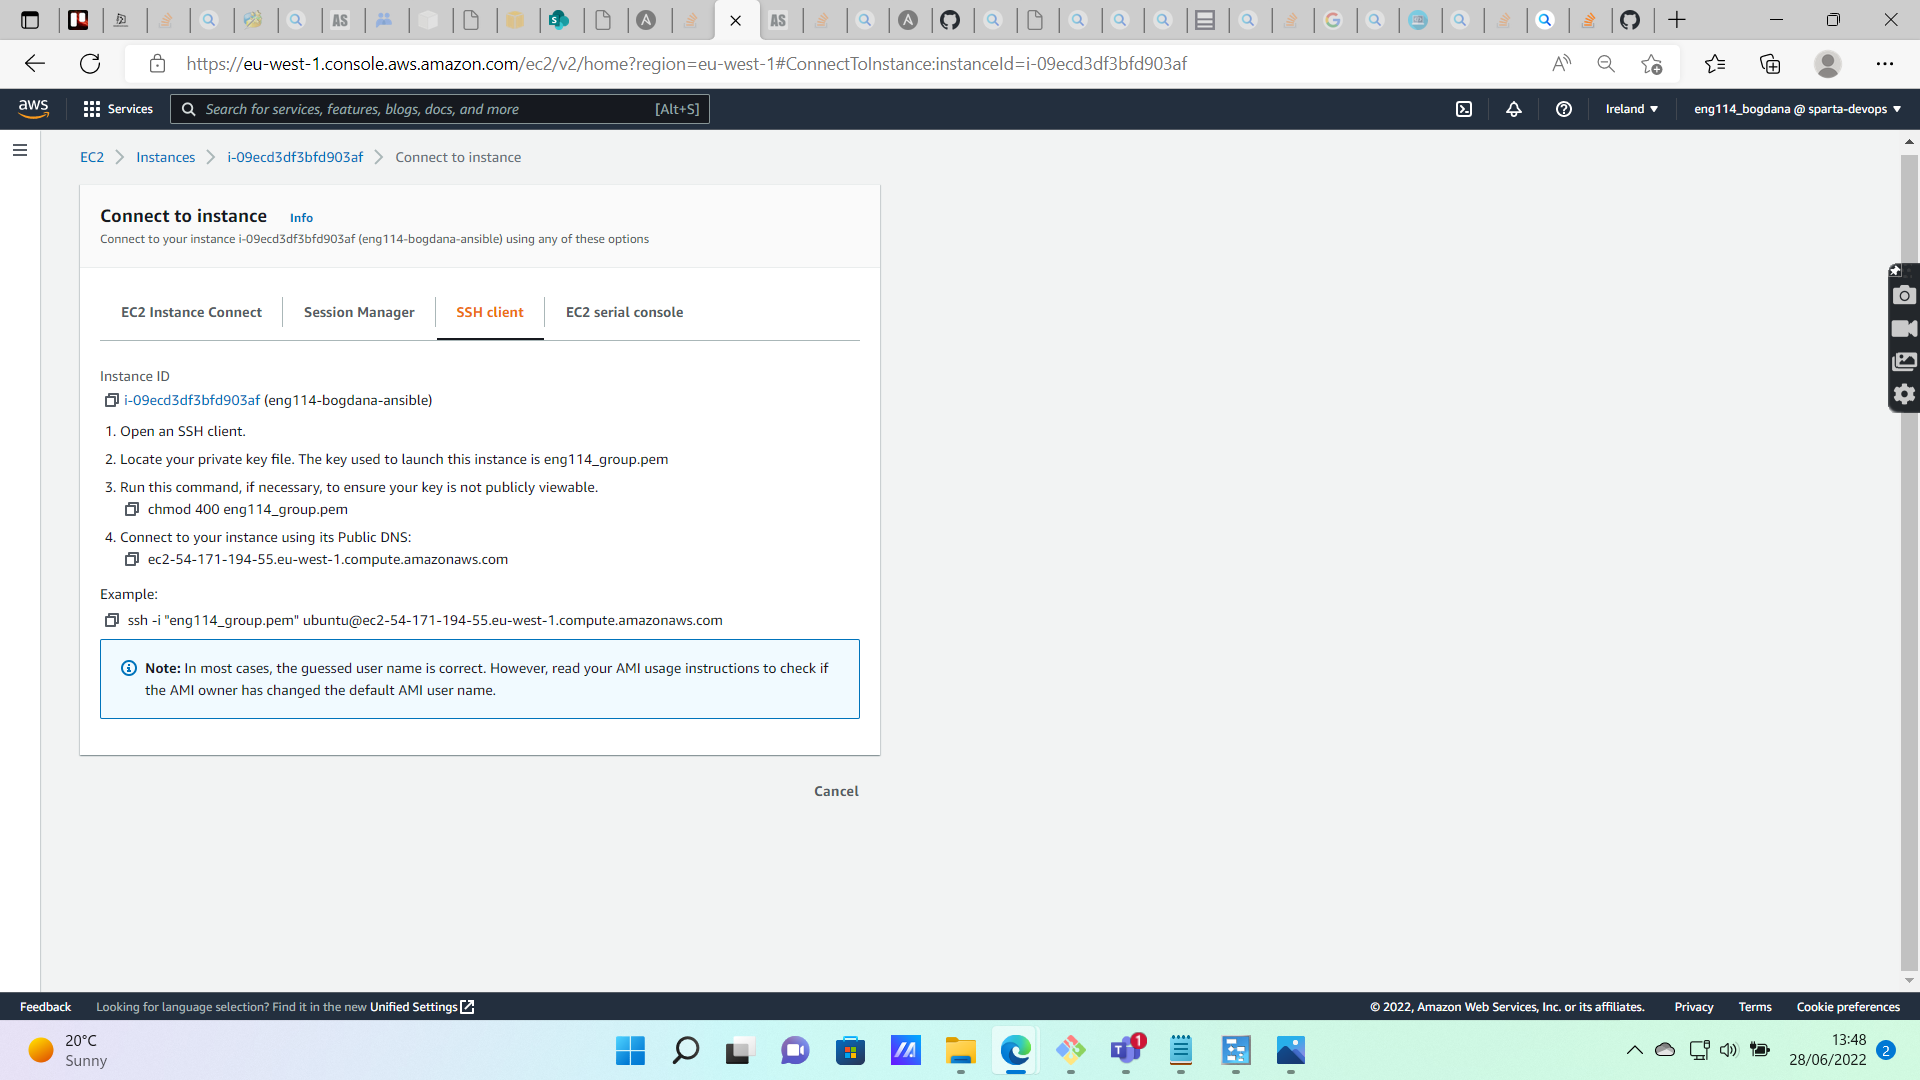 https://eu-west-1.console.aws.amazon.com/ec2/v2/home?region=eu-west-1#ConnectToInstance:instanceId=i-09ecd3df3bfd903af
aws Services Search for services, features, blogs, docs, and more [Alt+S] Ireland eng114_bogdana @ sparta-devops
EC2 Instances i-09ecd3df3bfd903af Connect to instance
Connect to instance Info
Connect to your instance i-09ecd3df3bfd903af (eng114-bogdana-ansible) using any of these options
EC2 Instance Connect Session Manager SSH client EC2 serial console
Instance ID
i-09ecd3df3bfd903af (eng114-bogdana-ansible)
1. Open an SSH client.
2. Locate your private key file. The key used to launch this instance is eng114_group.pem
3. Run this command, if necessary, to ensure your key is not publicly viewable.
chmod 400 eng114_group.pem
4. Connect to your instance using its Public DNS:
ec2-54-171-194-55.eu-west-1.compute.amazonaws.com
Example:
ssh -i "eng114_group.pem" ubuntu@ec2-54-171-194-55.eu-west-1.compute.amazonaws.com
Note: In most cases, the guessed user name is correct. However, read your AMI usage instructions to check if
the AMI owner has changed the default AMI user name.
Cancel
Feedback Looking for language selection? Find it in the new Unified Settings © 2022, Amazon Web Services, Inc. or its affiliates. Privacy Terms Cookie preferences
20°C
Sunny
1
13:48
28/06/2022
2